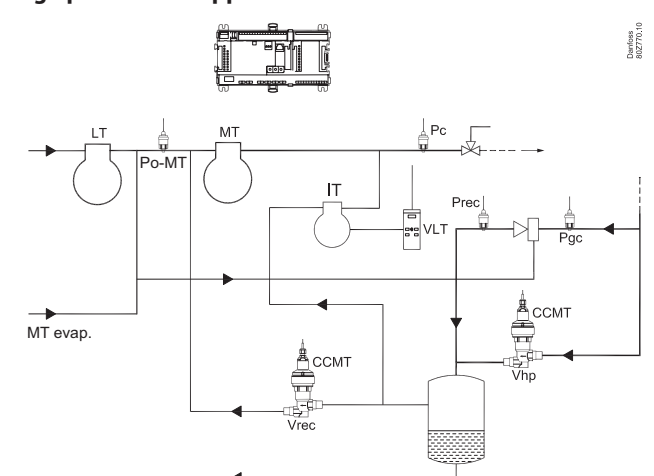 Danfoss
80Z770.10
LT
Po-MT
MT
Pc
IT
VLT
Prec
Pgc
MT evap.
CCMT
Vrec
CCMT
Vhp